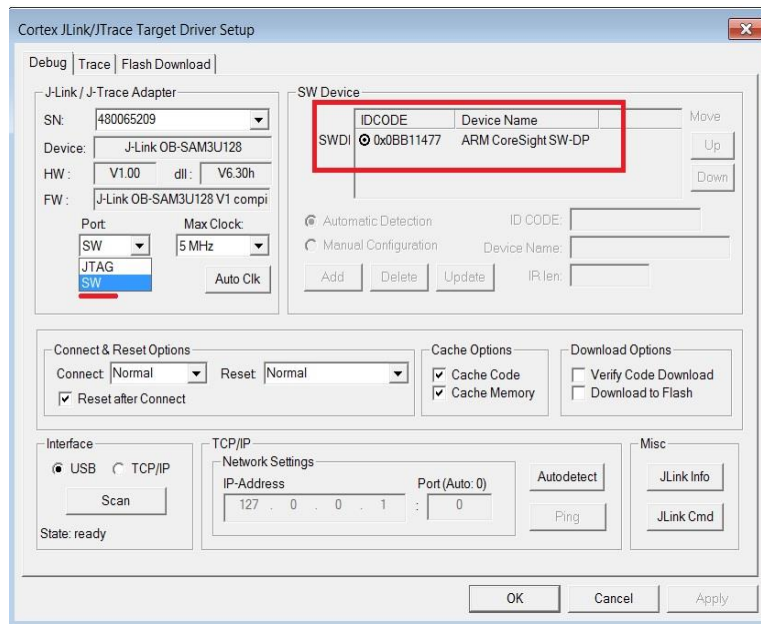 Cortex JLink/JTrace Target Driver Setup
Debug Trace Flash Download
J-Link / J-Trace Adapter
SN: 480065209
Device: J-Link OB-SAM3U128
HW : V1.00 dll : V6.30h
FW : J-Link OB-SAM3U128 V1 compi
Port: Max Clock:
SW 5 MHz
JTAG
SW
Auto Clk
SW Device
IDCODE Device Name
SWDI 0x0BB11477 ARM CoreSight SW-DP
Move
Up
Down
Automatic Detection ID CODE:
Manual Configuration Device Name:
Add Delete Update IR len:
Connect & Reset Options
Connect: Normal Reset: Normal
Reset after Connect
Cache Options
Cache Code
Cache Memory
Download Options
Verify Code Download
Download to Flash
Interface
USB TCP/IP
Scan
State: ready
TCP/IP
Network Settings
IP-Address Port (Auto: 0)
127 . 0 . 0 . 1 : 0
Autodetect
Ping
Misc
JLink Info
JLink Cmd
OK Cancel Apply